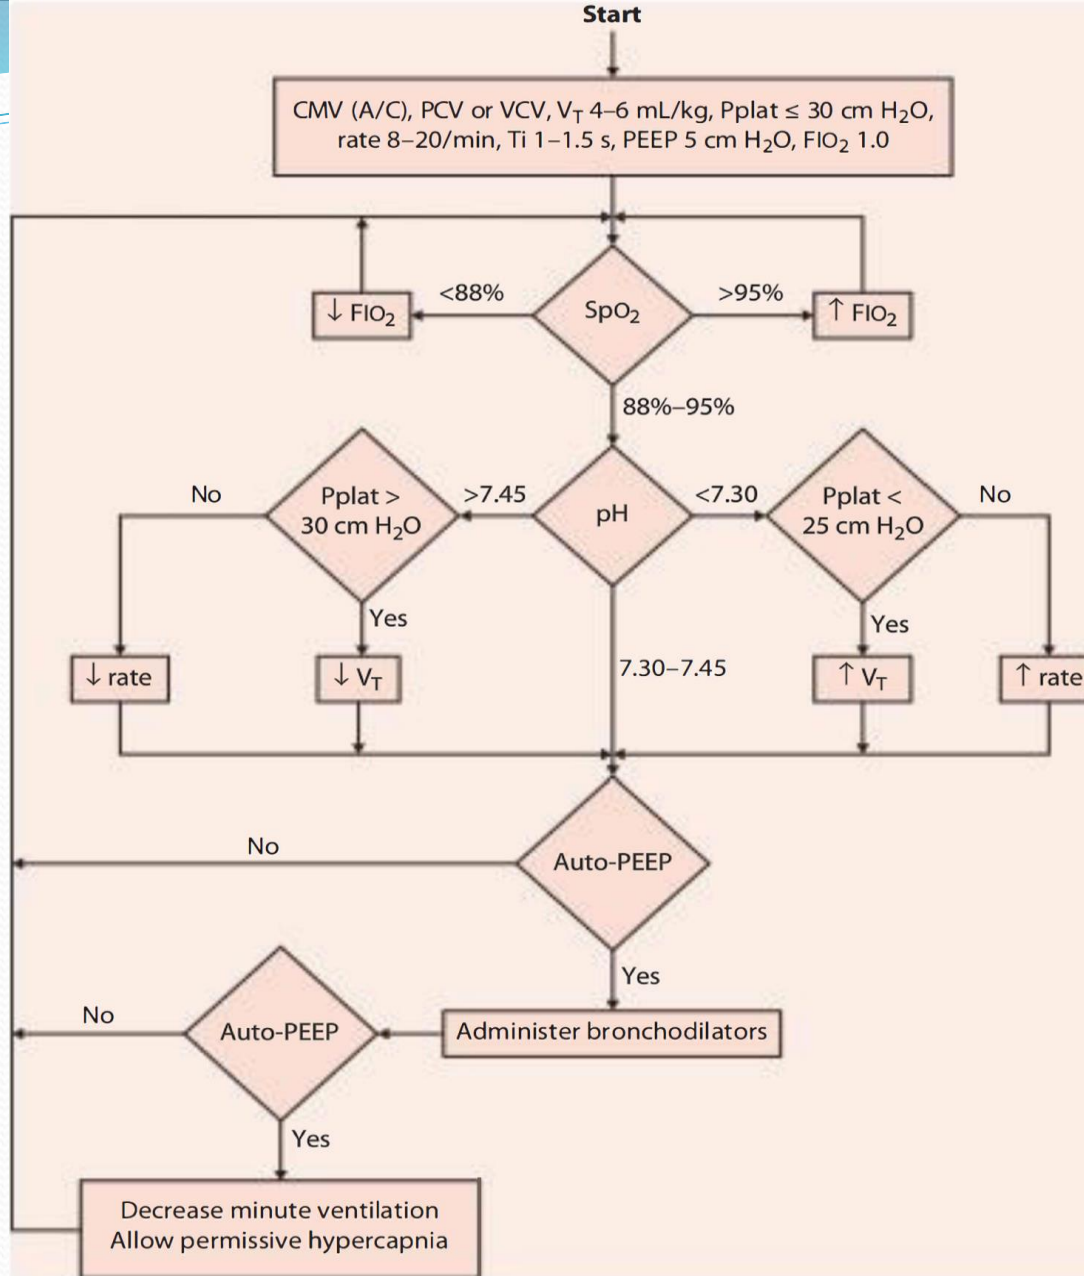 Start
CMV (A/C), PCV or VCV, V_T 4–6 mL/kg, Pplat ≤ 30 cm H₂O,
rate 8–20/min, Ti 1–1.5 s, PEEP 5 cm H₂O, FIO₂ 1.0
<88%
>95%
↓ FIO₂
SpO₂
↑ FIO₂
88%–95%
No
Pplat >
30 cm H₂O
>7.45
pH
<7.30
Pplat <
25 cm H₂O
No
Yes
Yes
↓ rate
↓ V_T
7.30–7.45
↑ V_T
↑ rate
No
Auto-PEEP
Yes
No
Auto-PEEP
Administer bronchodilators
Yes
Decrease minute ventilation
Allow permissive hypercapnia